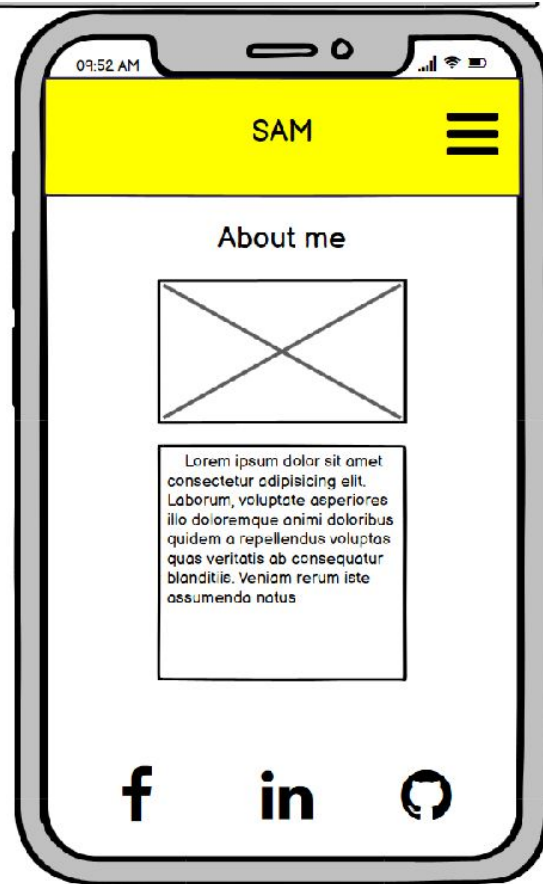 09:52 AM
SAM
About me
Lorem ipsum dolor sit amet
consectetur adipisicing elit.
Laborum, voluptate asperiores
illo doloremque animi doloribus
quidem a repellendus voluptas
quas veritatis ab consequatur
blanditiis. Veniam rerum iste
assumenda natus
f in